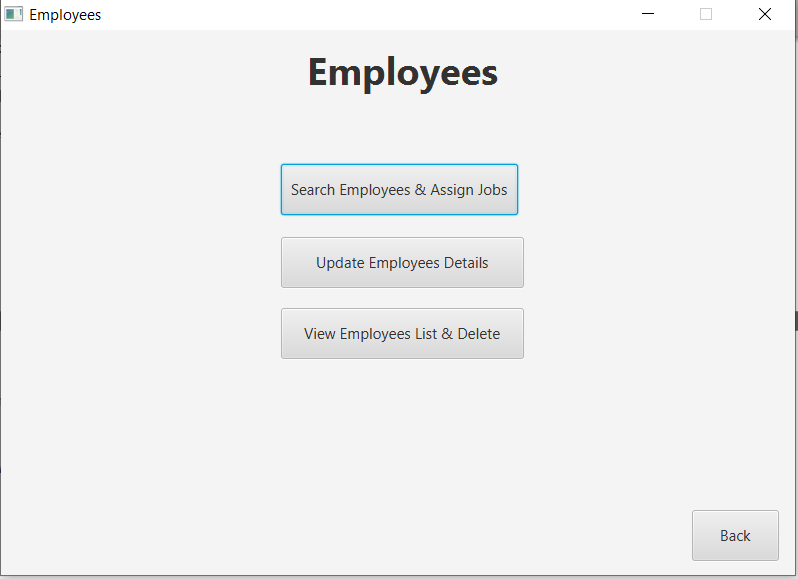 Employees
Employees
Search Employees & Assign Jobs
Update Employees Details
View Employees List & Delete
Back